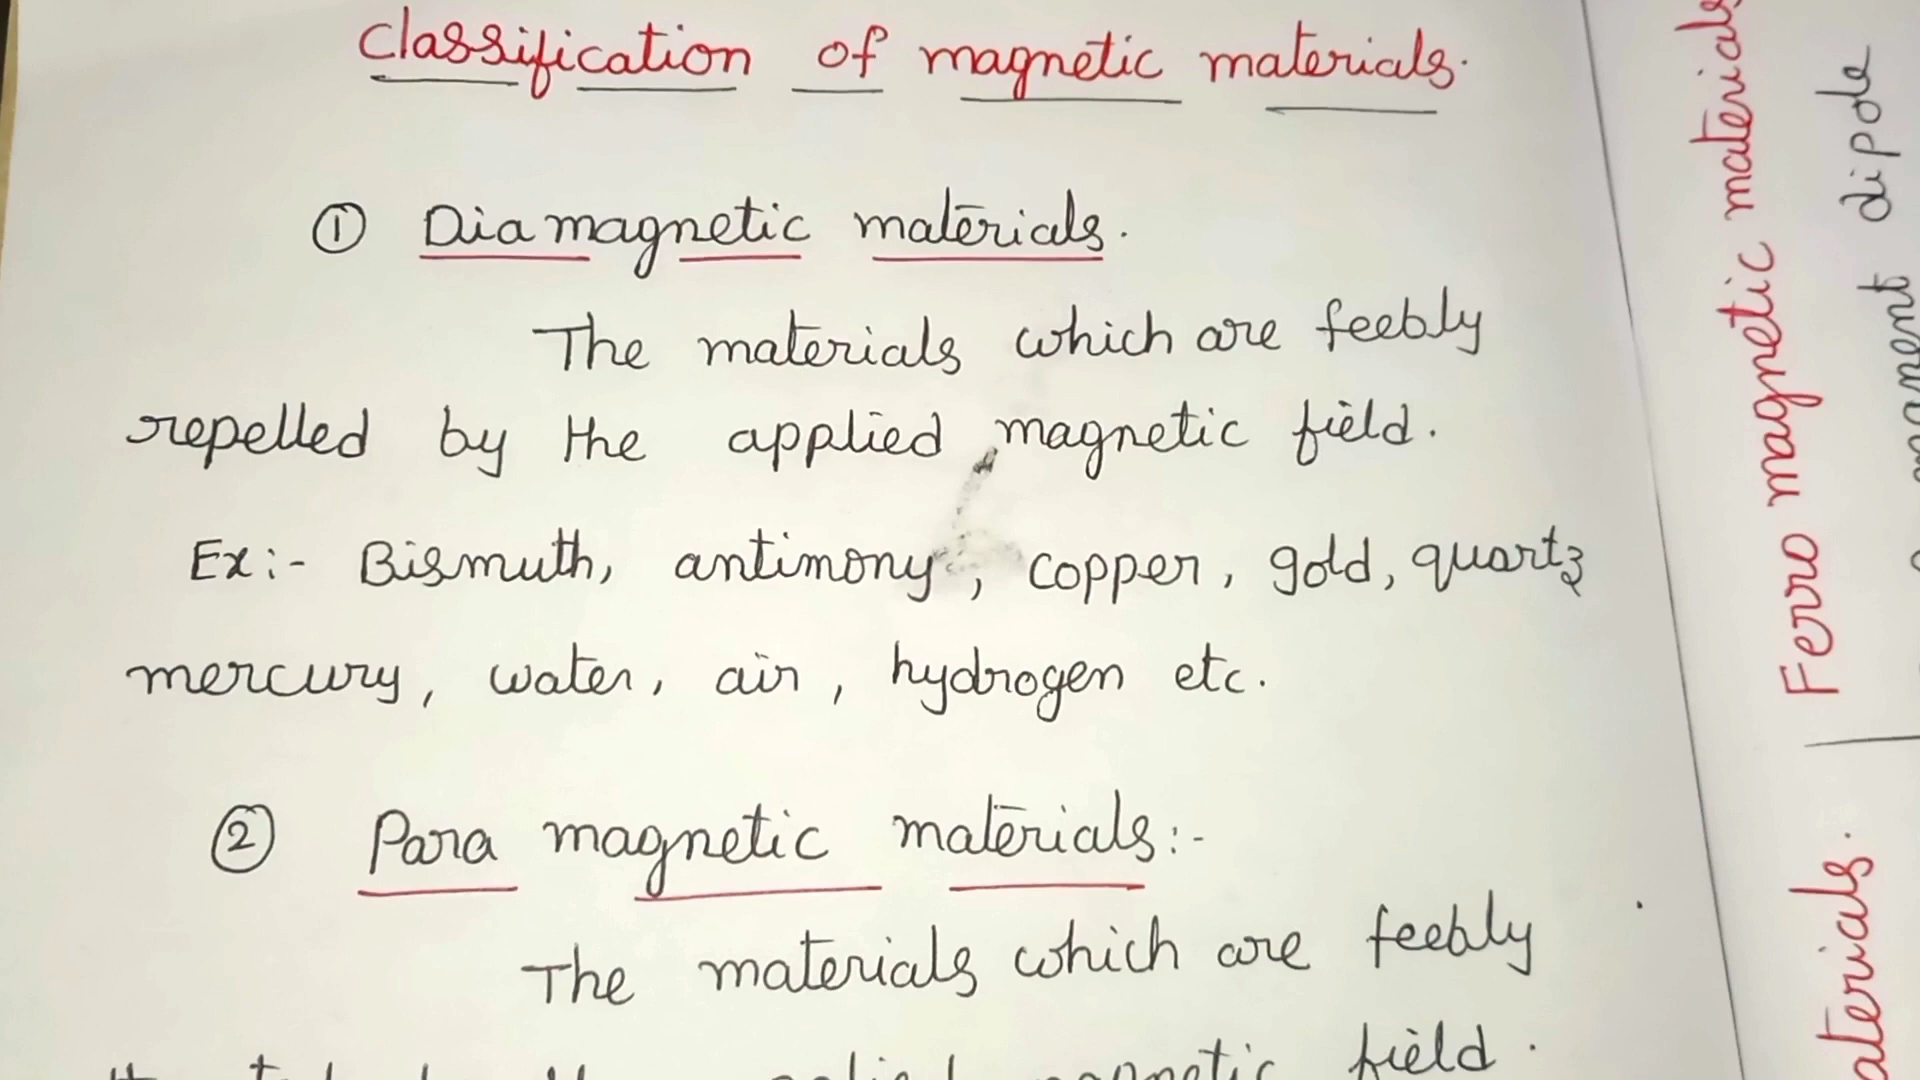 Classification of magnetic materials.
① Diamagnetic materials.
The materials which are feebly
repelled by the applied magnetic field.
Ex:- Bismuth, antimony, copper, gold, quartz
mercury, water, air, hydrogen etc.
② Para magnetic materials:-
The materials which are feebly
magnetic field.
Ferro magnetic materials
dipole